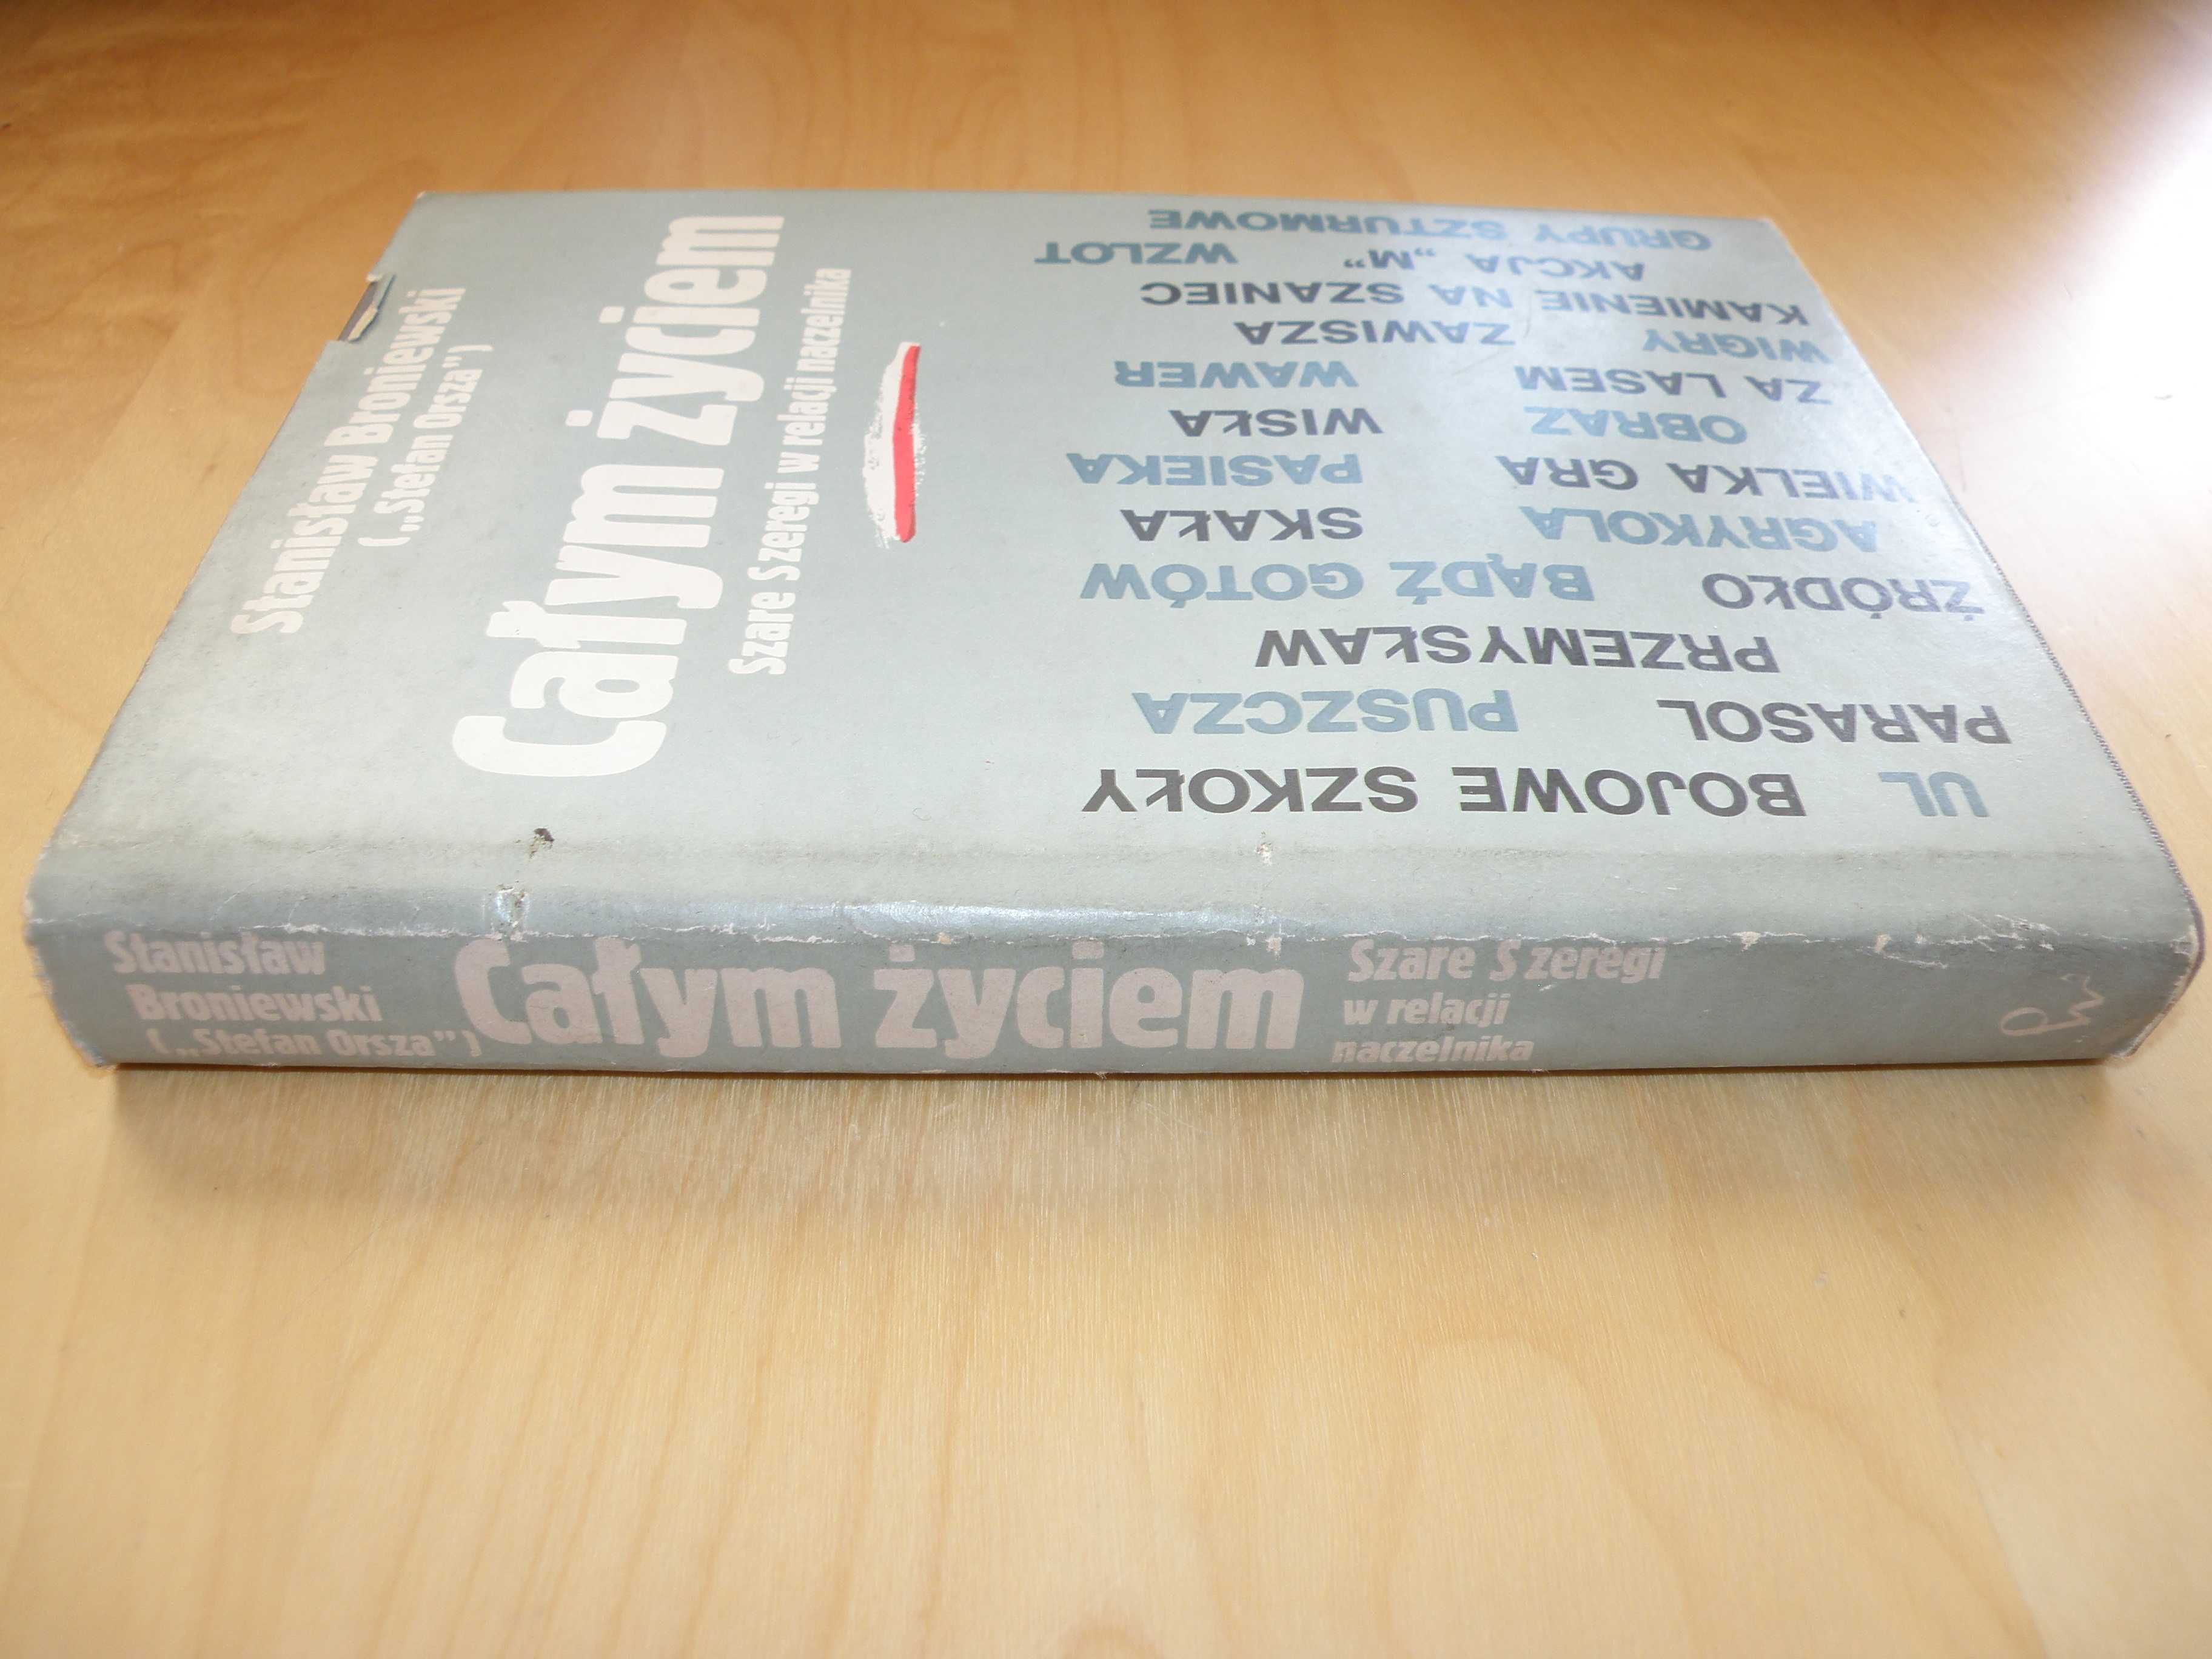 Stanisław Broniewski
(„Stefan Orsza”)
Całym życiem
Szare Szeregi w relacji naczelnika
UL BOJOWE SZKOŁY
PARASOL PUSZCZA
PRZEMYSŁAW
ŹRÓDŁO BĄDŹ GOTÓW
AGRYKOLA SKAŁA
WIELKA GRA PASIEKA
OBRAZ WISŁA
ZA LASEM WAWER
WIGRY ZAWISZA
KAMIENIE NA SZANIEC
AKCJA „M” WZLOT
GRUPY SZTURMOWE
Stanisław
Broniewski
(„Stefan Orsza”)
Całym życiem
Szare Szeregi
w relacji
naczelnika